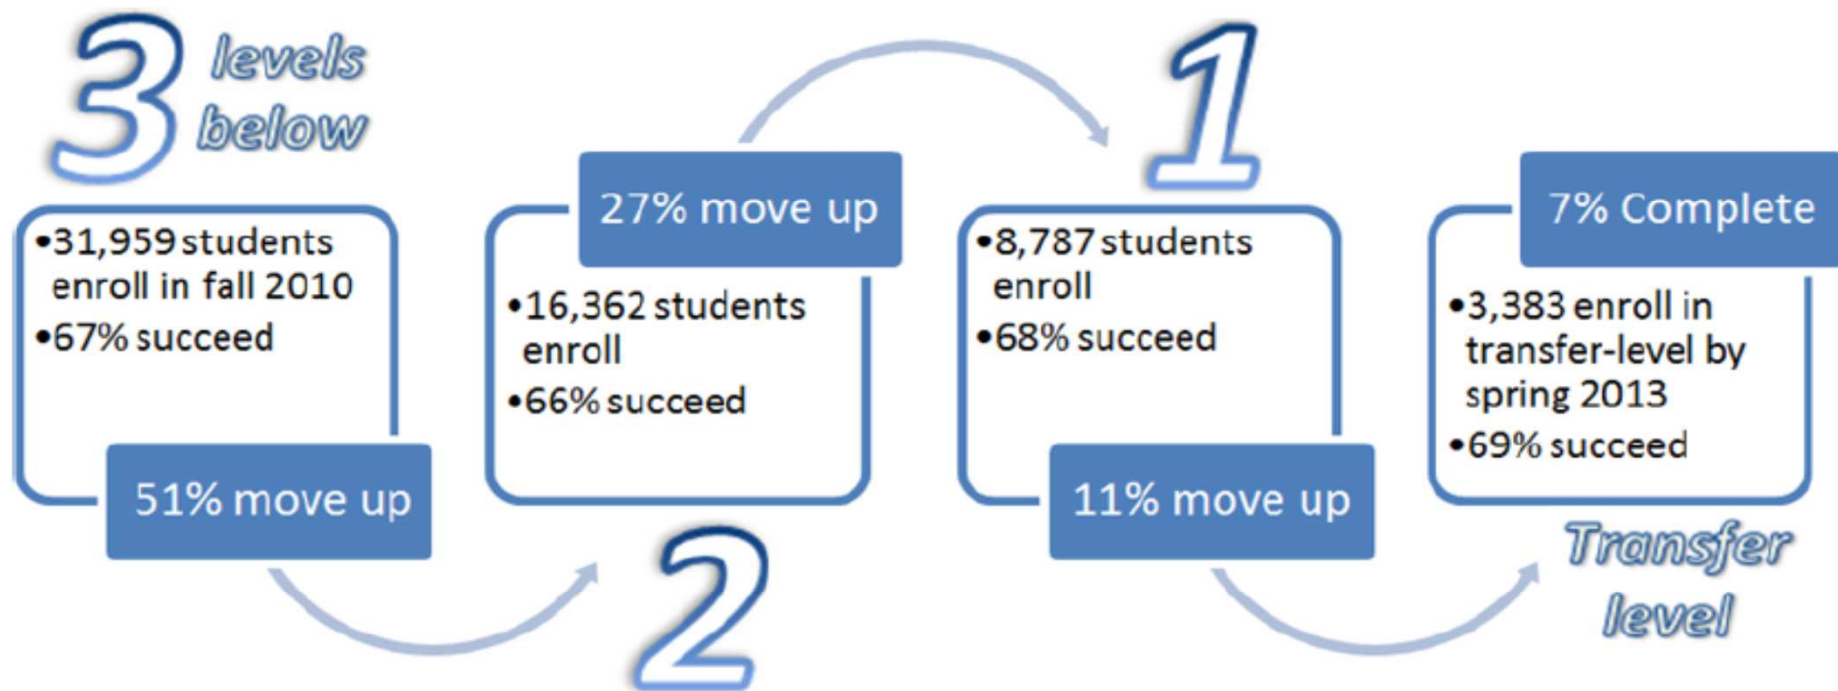 3 levels
below
•31,959 students
enroll in fall 2010
•67% succeed
51% move up
27% move up
•16,362 students
enroll
•66% succeed
2
1
•8,787 students
enroll
•68% succeed
11% move up
7% Complete
•3,383 enroll in
transfer-level by
spring 2013
•69% succeed
Transfer
level